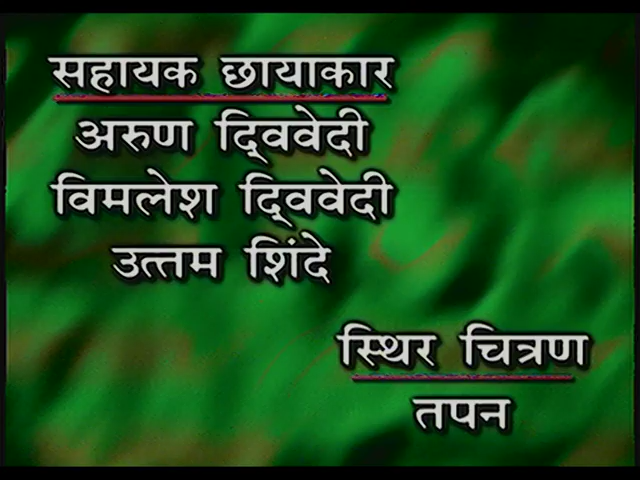 सहायक छायाकार
अरुण द्विवेदी
विमलेश द्विवेदी
उत्तम शिंदे
स्थिर चित्रण
तपन